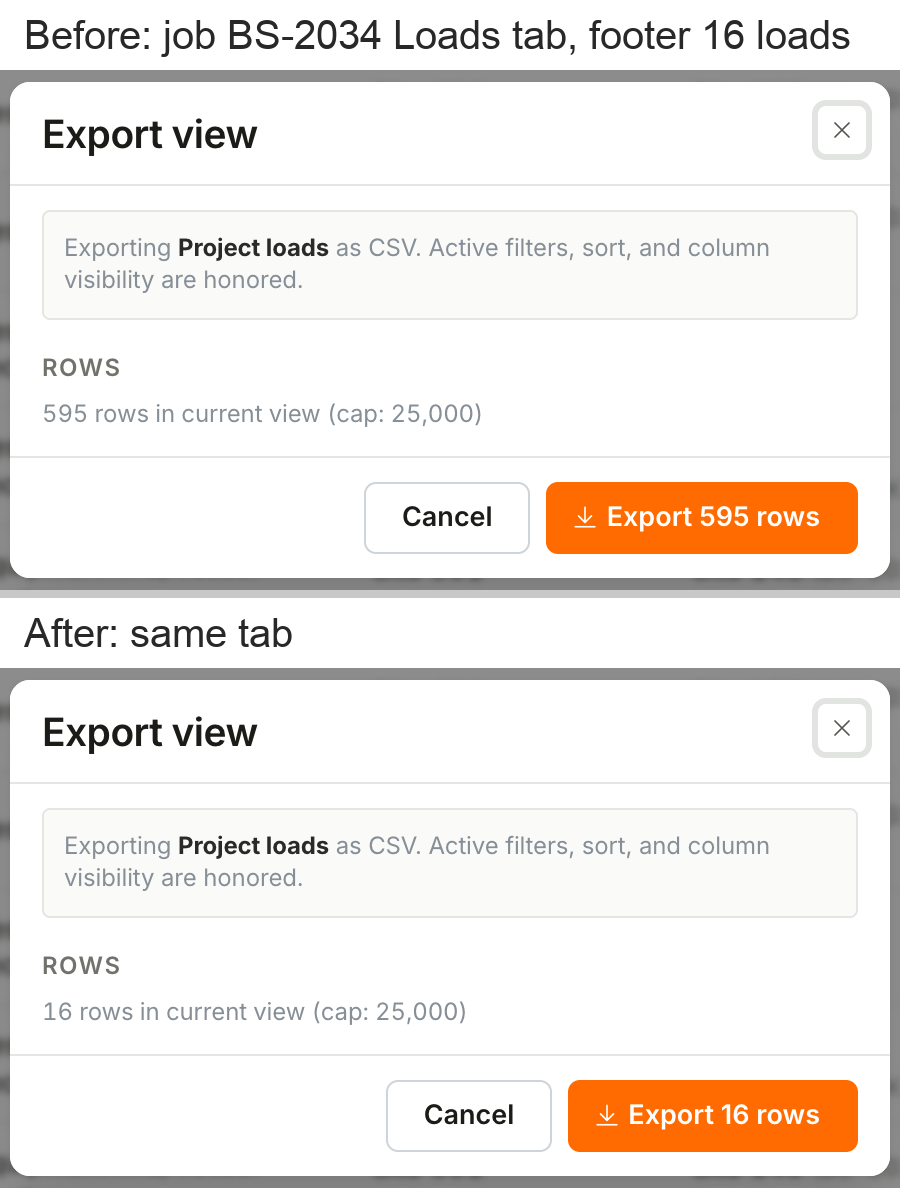 Before: job BS-2034 Loads tab, footer 16 loads
Export view
Exporting Project loads as CSV. Active filters, sort, and column
visibility are honored.
ROWS
595 rows in current view (cap: 25,000)
Cancel
Export 595 rows
After: same tab
Export view
Exporting Project loads as CSV. Active filters, sort, and column
visibility are honored.
ROWS
16 rows in current view (cap: 25,000)
Cancel
Export 16 rows